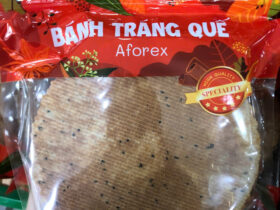 BÁNH TRÁNG QUÊ
Aforex
HIGH QUALITY
SPECIALITY